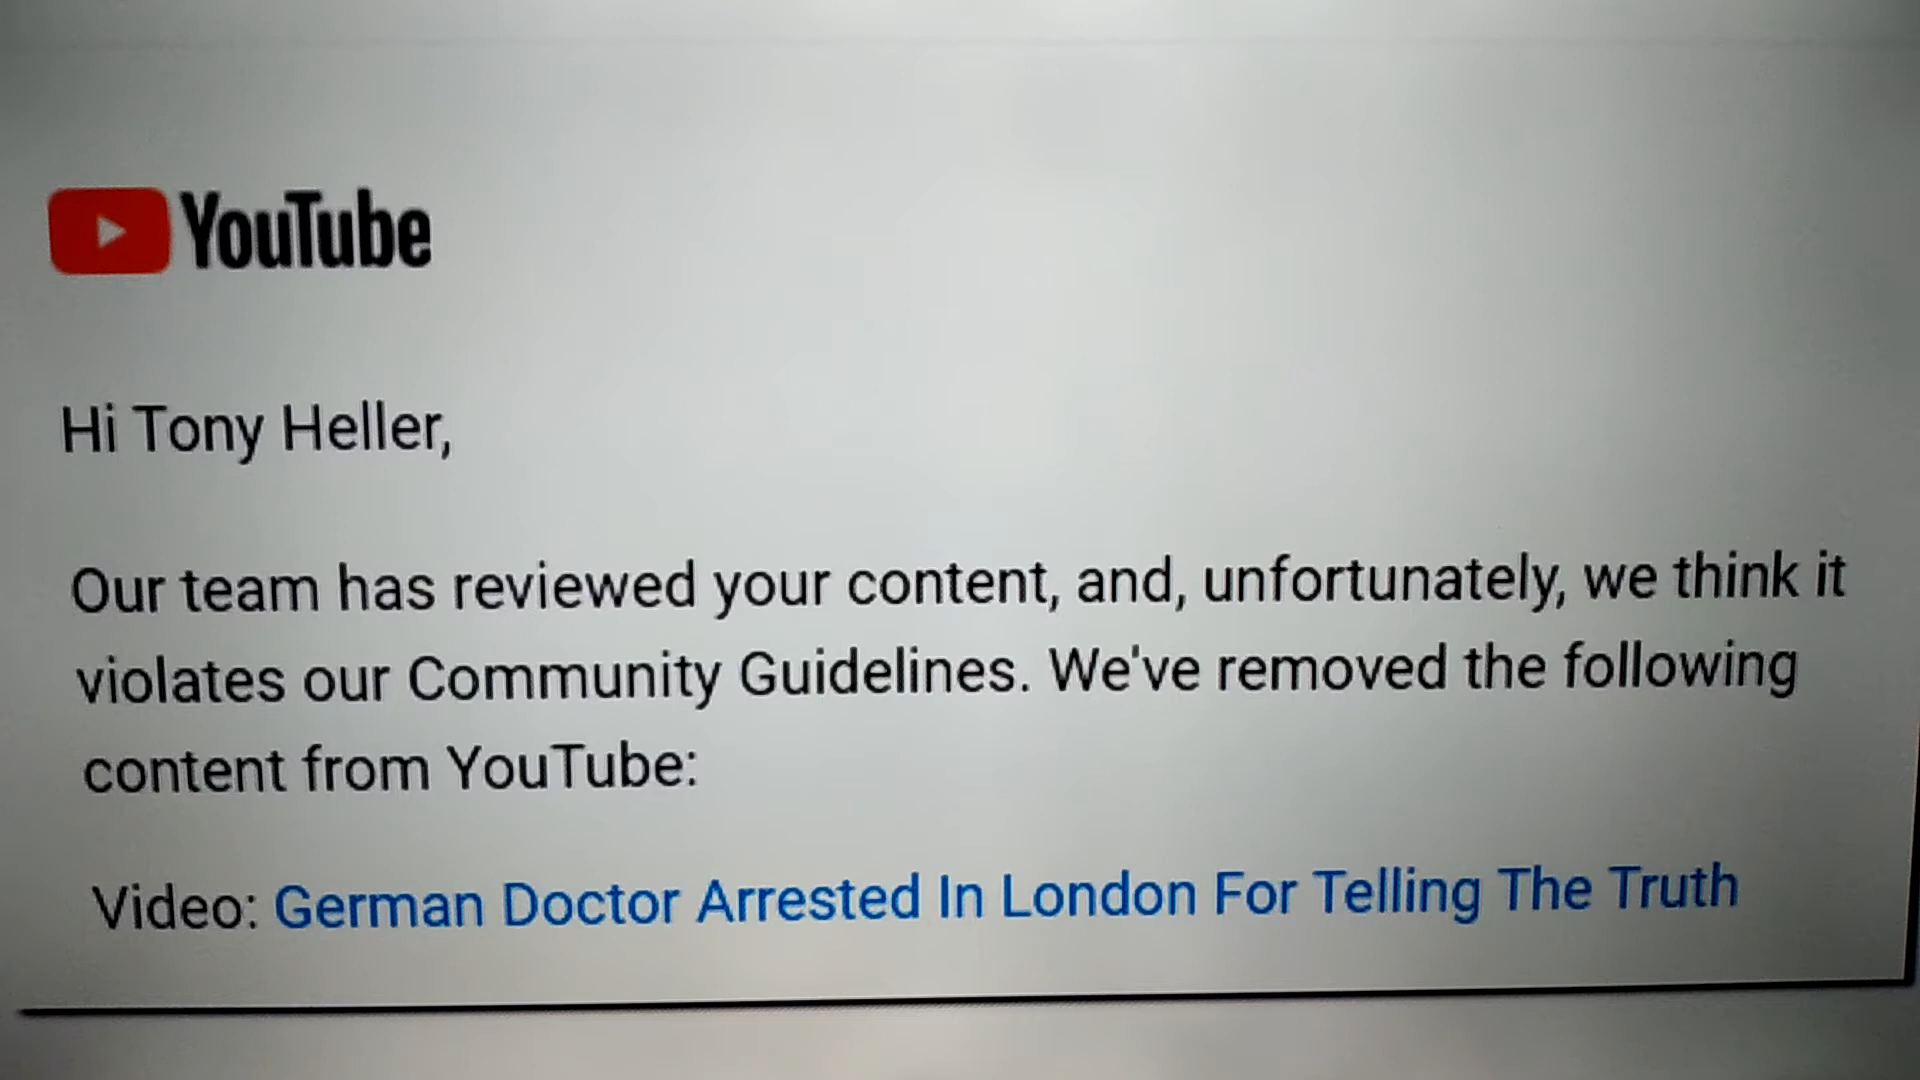 YouTube
Hi Tony Heller,
Our team has reviewed your content, and, unfortunately, we think it
violates our Community Guidelines. We've removed the following
content from YouTube:
Video: German Doctor Arrested In London For Telling The Truth